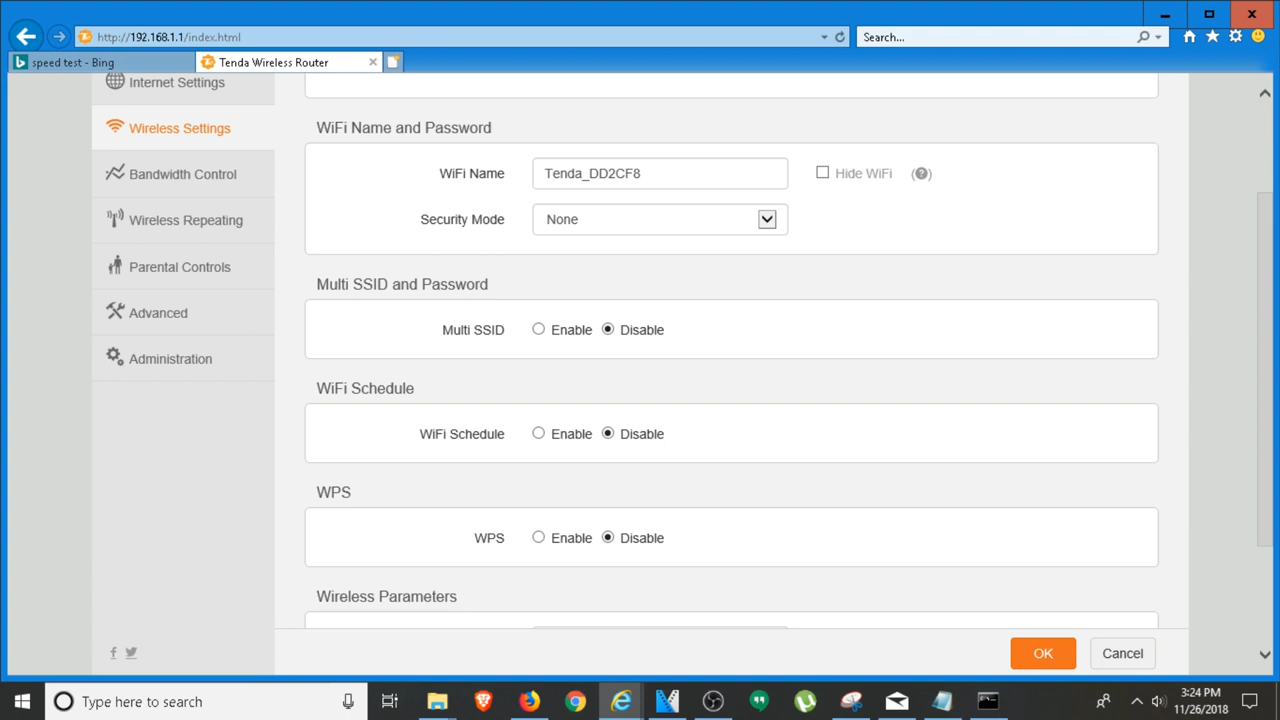 http://192.168.1.1/index.html
Search...
speed test - Bing
Tenda Wireless Router
Internet Settings
Wireless Settings
Bandwidth Control
Wireless Repeating
Parental Controls
Advanced
Administration
WiFi Name and Password
WiFi Name
Tenda_DD2CF8
Hide WiFi (?)
Security Mode
None
Multi SSID and Password
Multi SSID
Enable
Disable
WiFi Schedule
WiFi Schedule
Enable
Disable
WPS
WPS
Enable
Disable
Wireless Parameters
OK
Cancel
Type here to search
3:24 PM
11/26/2018